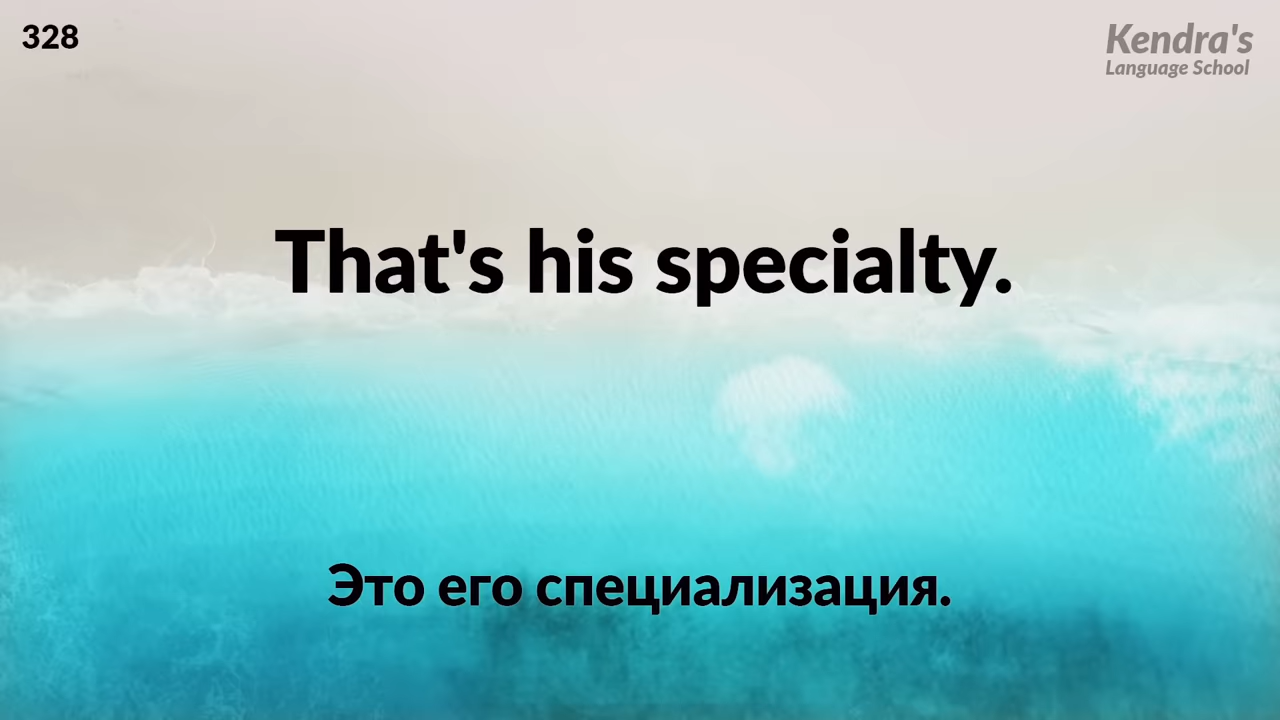 328
Kendra's
Language School
That's his specialty.
Это его специализация.